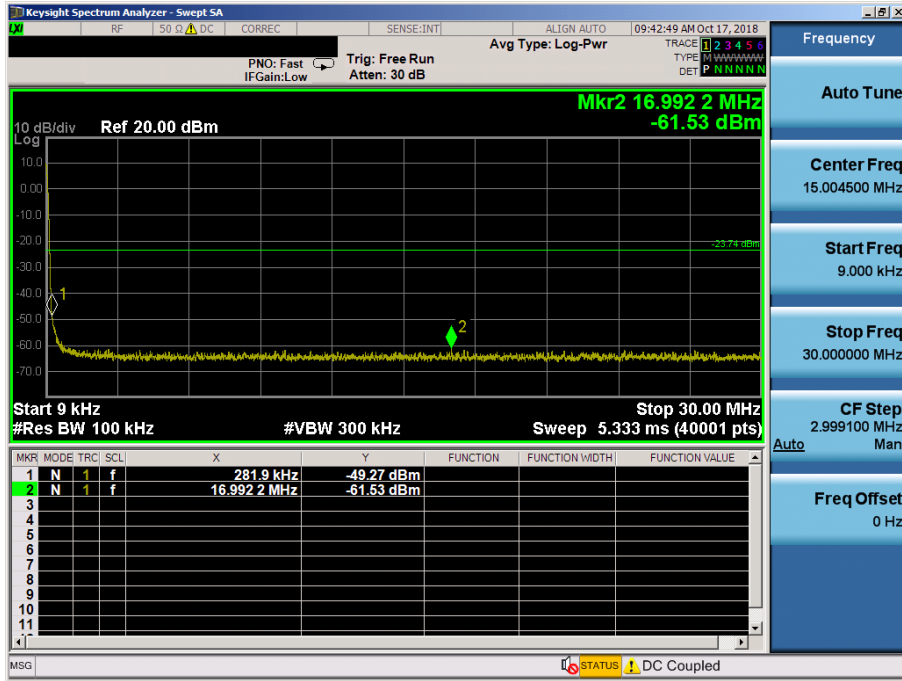 Keysight Spectrum Analyzer - Swept SA
LXI RF 50 Ω DC CORREC SENSE:INT ALIGN AUTO 09:42:49 AM Oct 17, 2018
PNO: Fast
IFGain:Low
Trig: Free Run
Atten: 30 dB
Avg Type: Log-Pwr
TRACE 1 2 3 4 5 6
TYPE M WWWWW
DET P N N N N N
Mkr2 16.992 2 MHz
-61.53 dBm
10 dB/div Ref 20.00 dBm
Log
10.0
0.00
-10.0
-20.0
-23.74 dBm
-30.0
-40.0
1
-50.0
2
-60.0
-70.0
Start 9 kHz Stop 30.00 MHz
#Res BW 100 kHz #VBW 300 kHz Sweep 5.333 ms (40001 pts)
MKR MODE TRC SCL X Y FUNCTION FUNCTION WIDTH FUNCTION VALUE
1 N 1 f 281.9 kHz -49.27 dBm
2 N 1 f 16.992 2 MHz -61.53 dBm
3
4
5
6
7
8
9
10
11
MSG STATUS DC Coupled
Frequency
Auto Tune
Center Freq
15.004500 MHz
Start Freq
9.000 kHz
Stop Freq
30.000000 MHz
CF Step
2.999100 MHz
Auto Man
Freq Offset
0 Hz